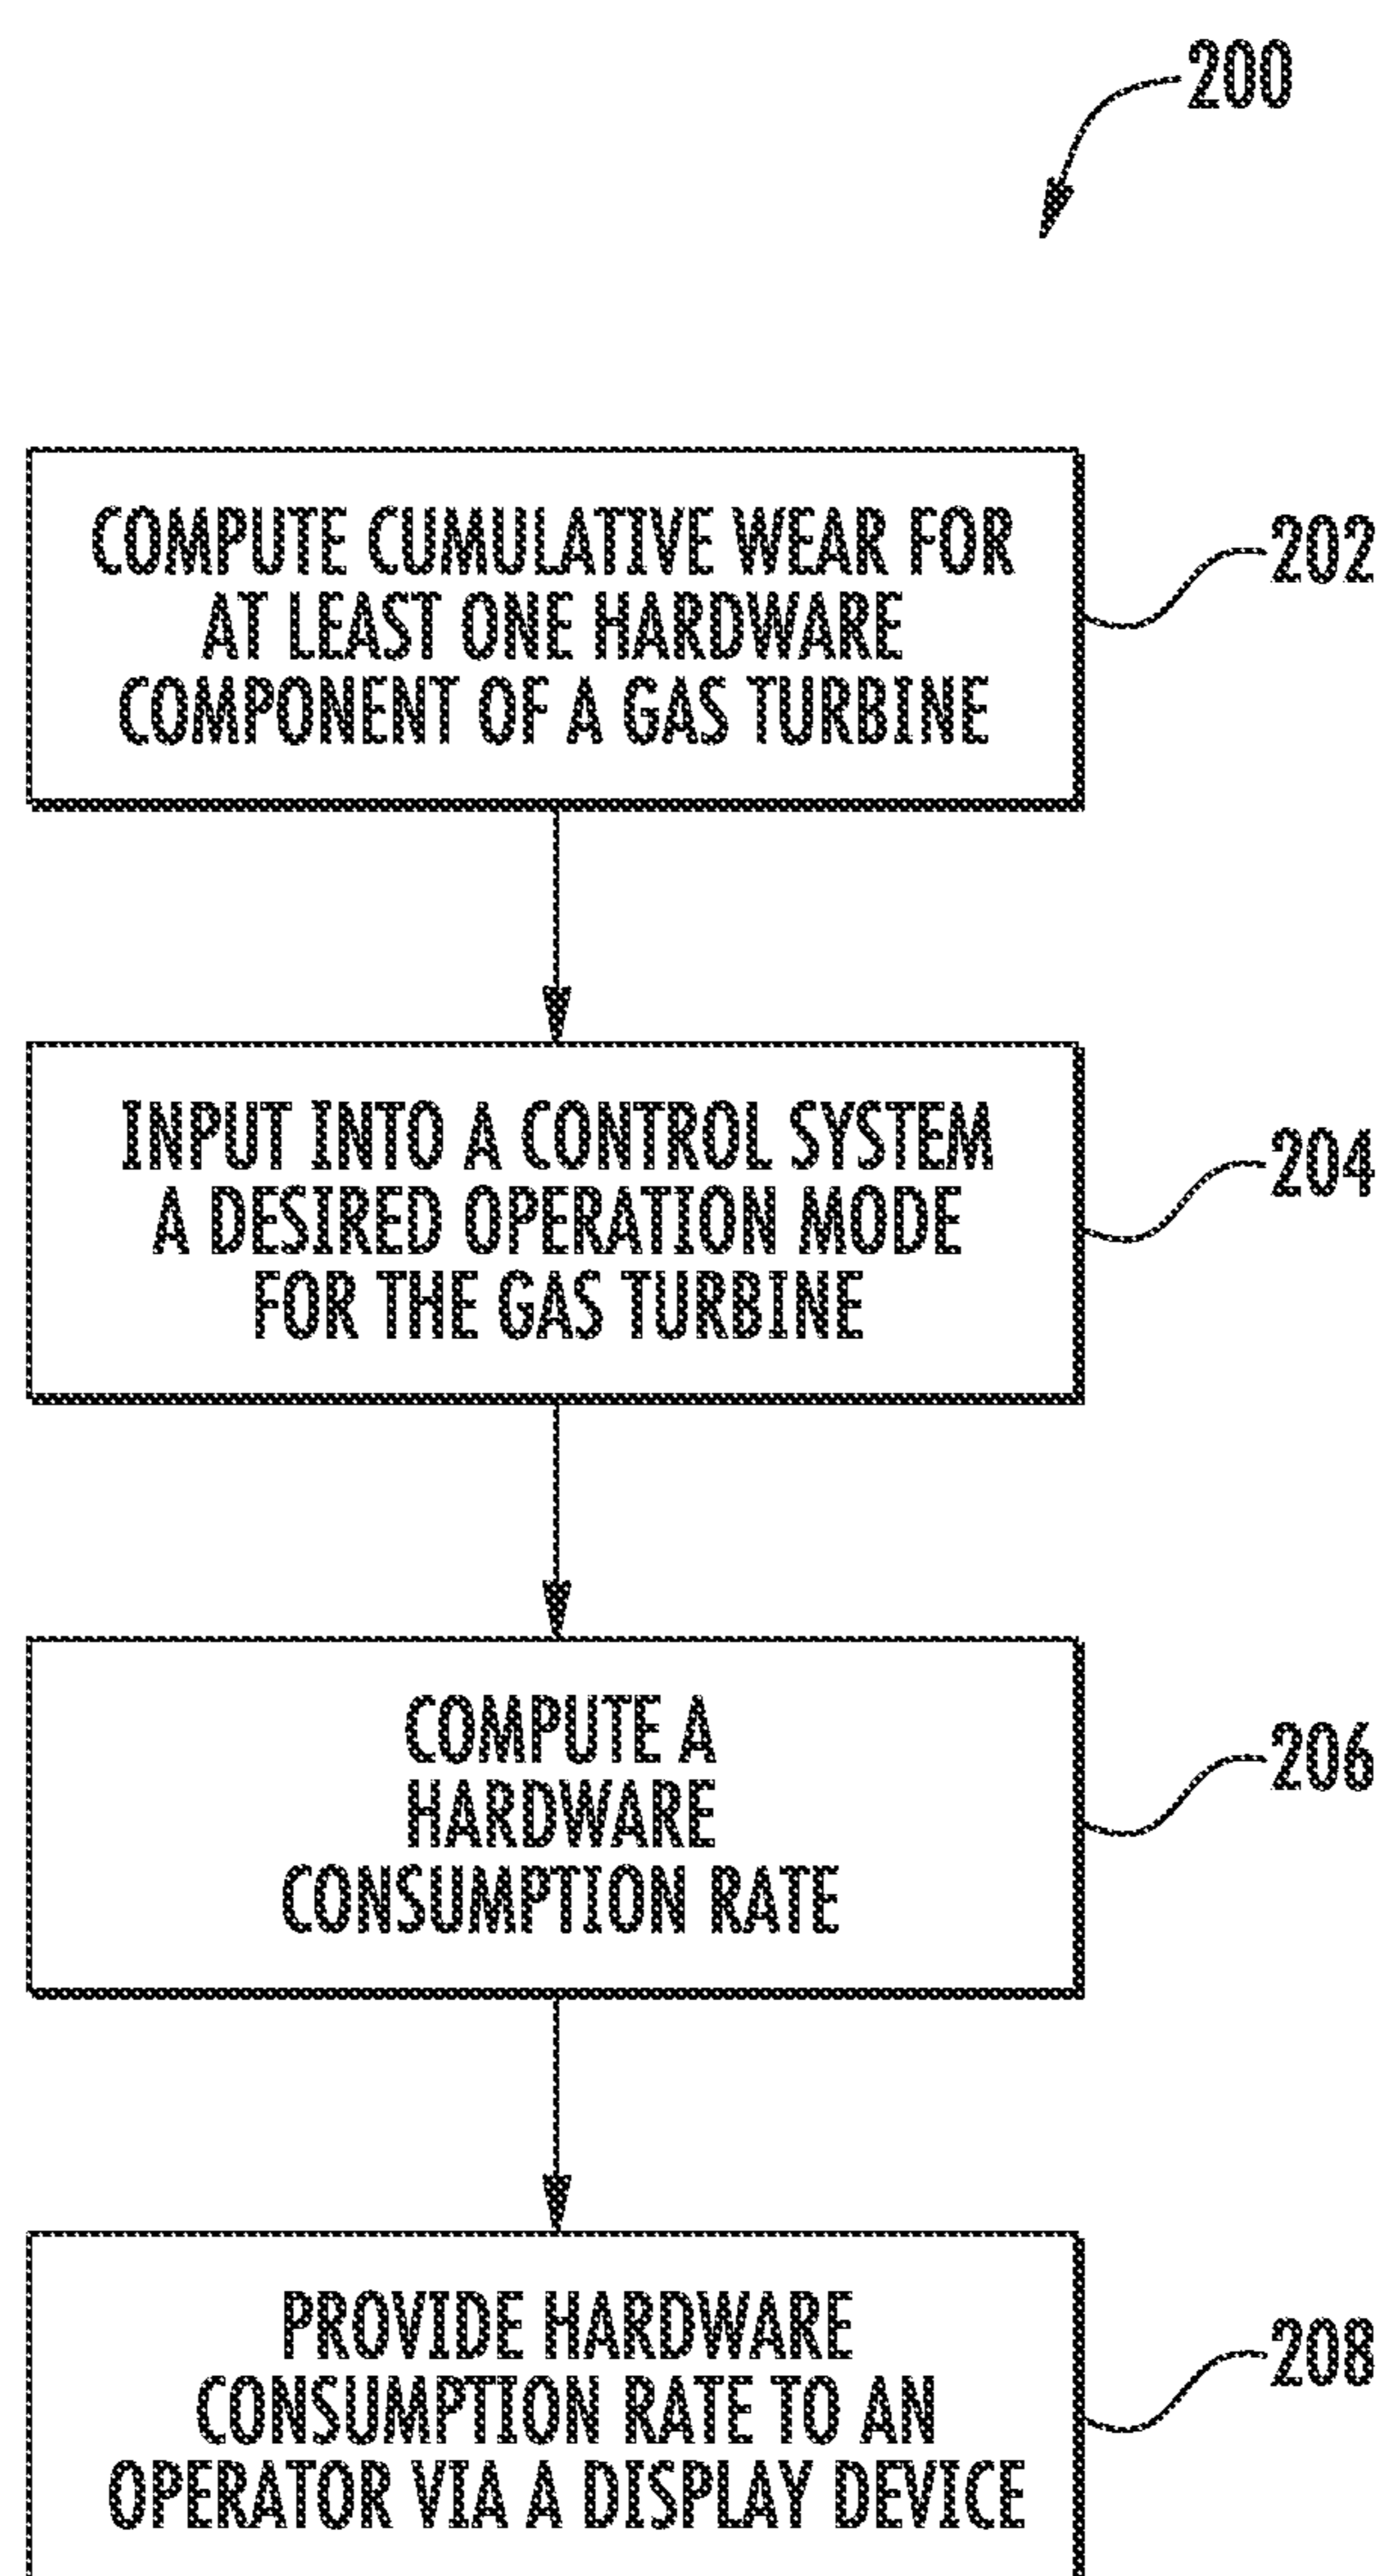 200
COMPUTE CUMULATIVE WEAR FOR
AT LEAST ONE HARDWARE
COMPONENT OF A GAS TURBINE
202
INPUT INTO A CONTROL SYSTEM
A DESIRED OPERATION MODE
FOR THE GAS TURBINE
204
COMPUTE A
HARDWARE
CONSUMPTION RATE
206
PROVIDE HARDWARE
CONSUMPTION RATE TO AN
OPERATOR VIA A DISPLAY DEVICE
208